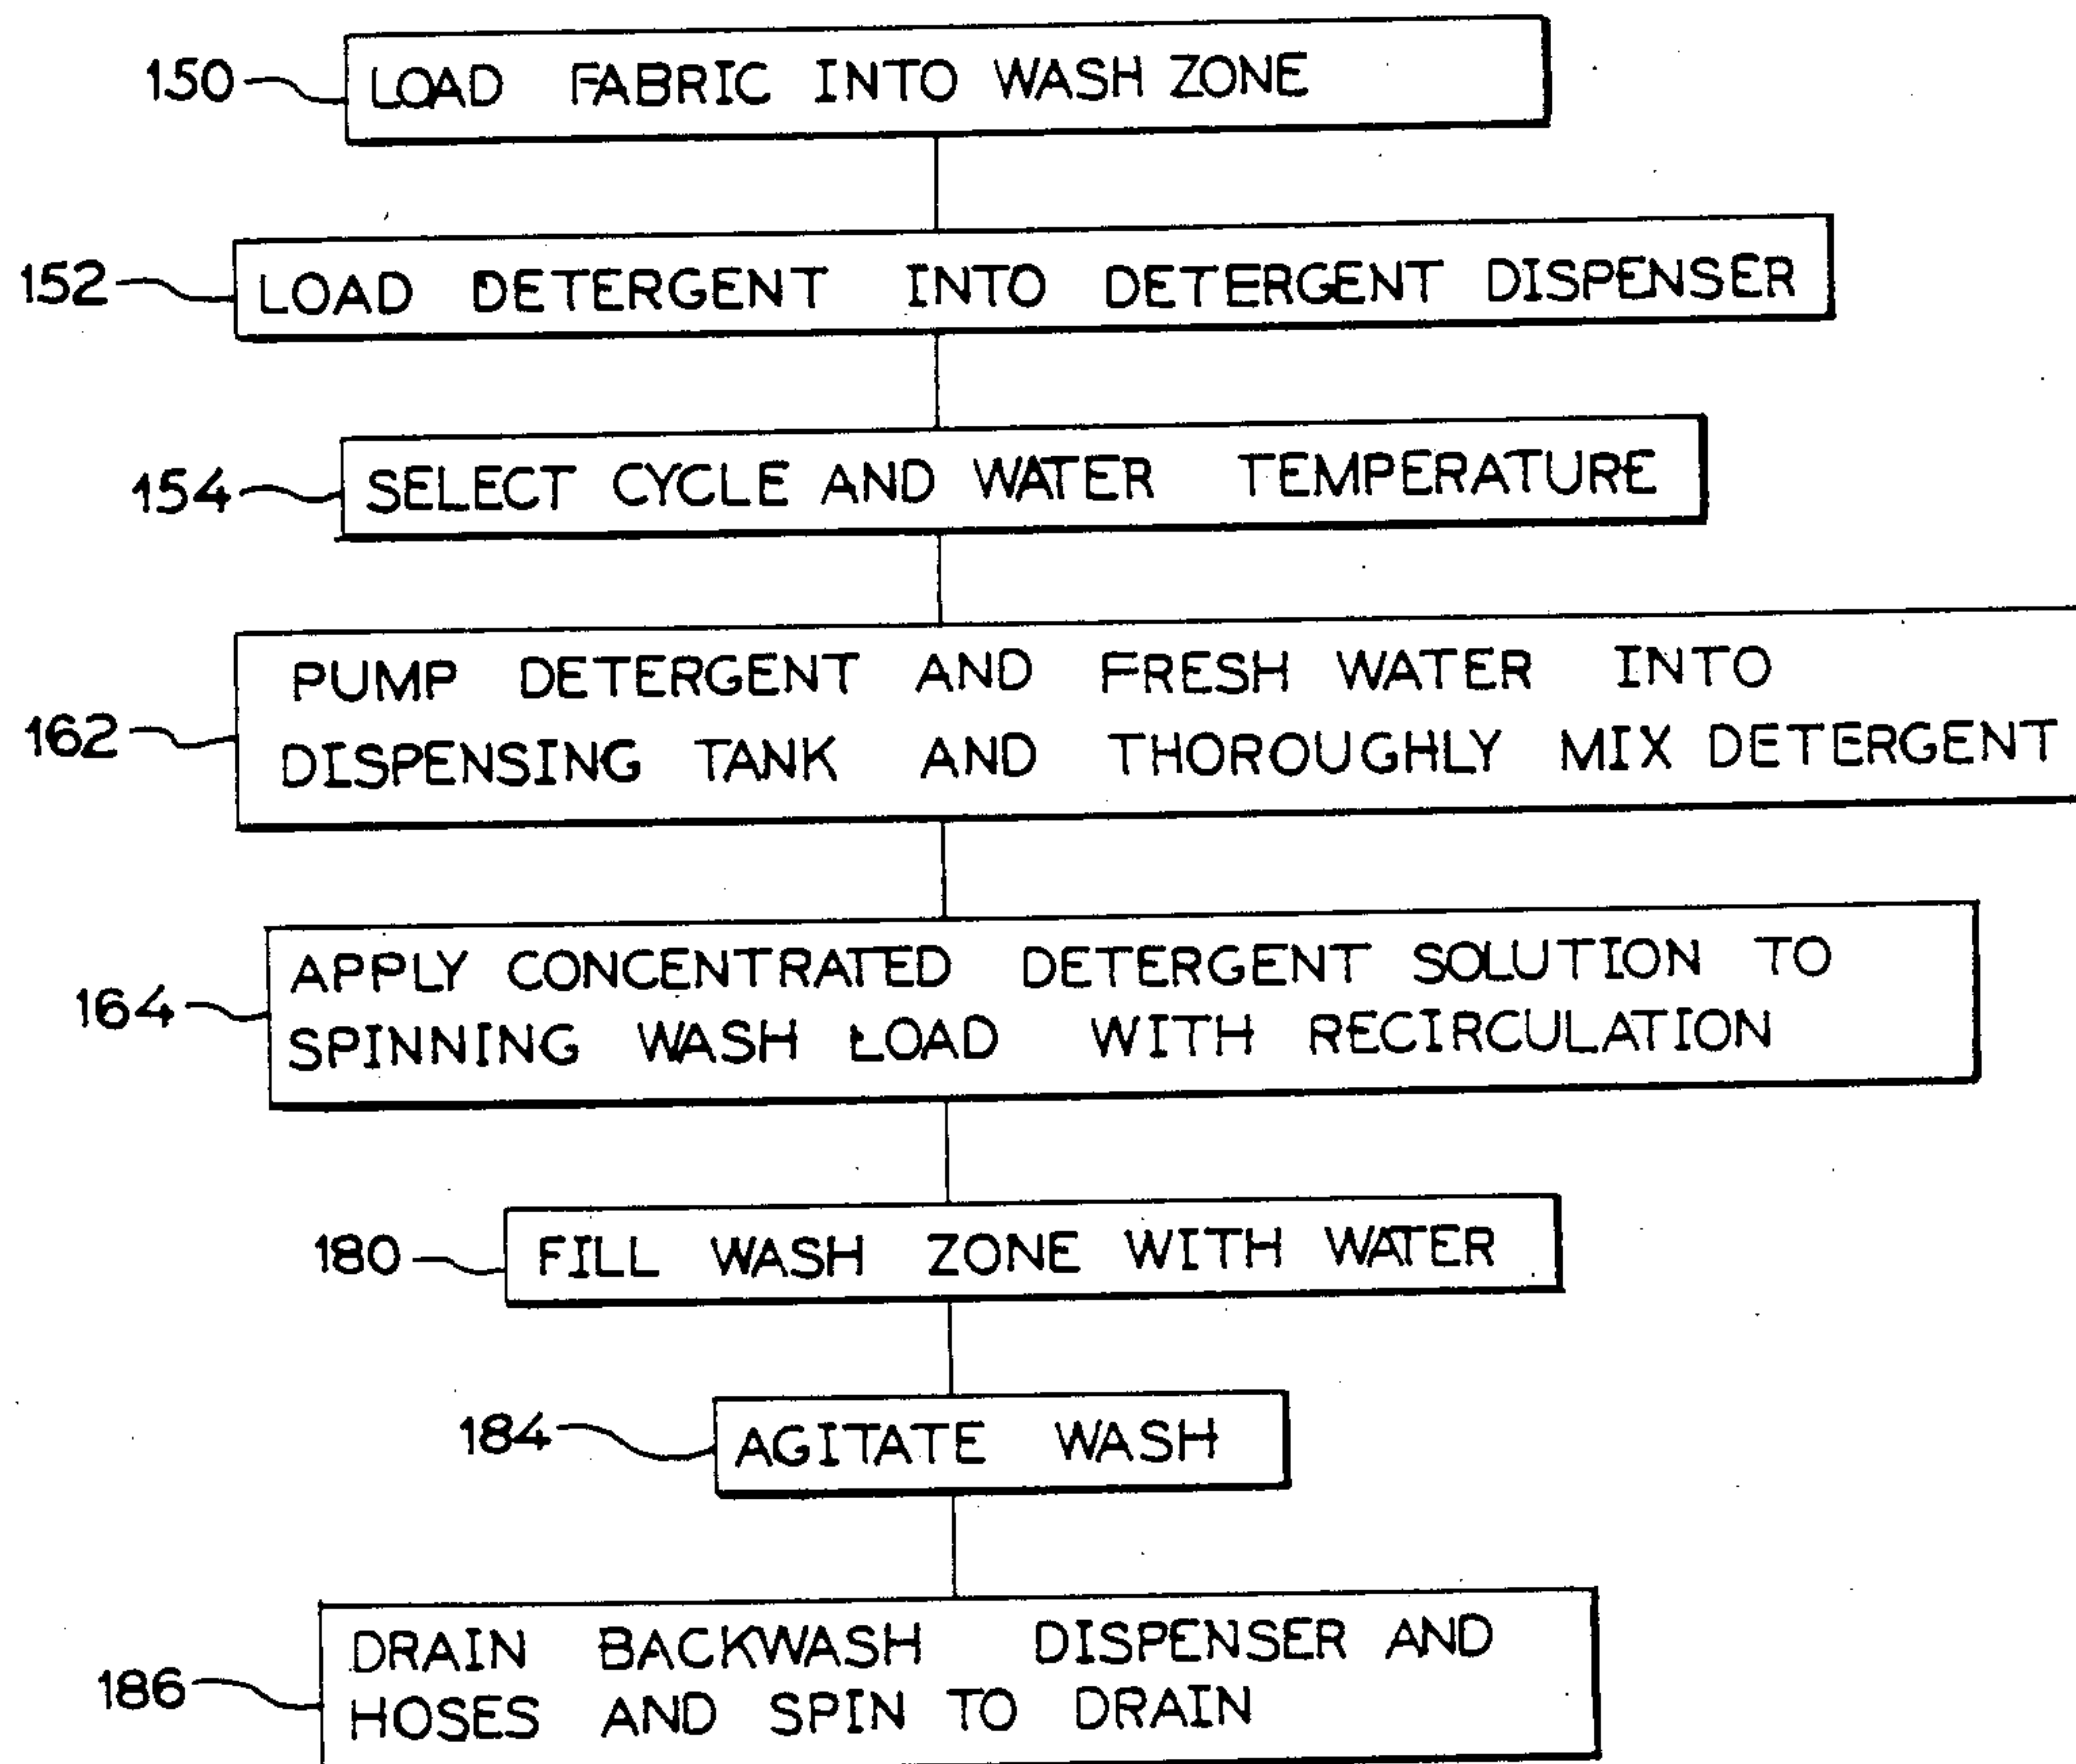 150 LOAD FABRIC INTO WASH ZONE
152 LOAD DETERGENT INTO DETERGENT DISPENSER
154 SELECT CYCLE AND WATER TEMPERATURE
PUMP DETERGENT AND FRESH WATER INTO
162 DISPENSING TANK AND THOROUGHLY MIX DETERGENT
APPLY CONCENTRATED DETERGENT SOLUTION TO
164 SPINNING WASH LOAD WITH RECIRCULATION
180 FILL WASH ZONE WITH WATER
184 AGITATE WASH
DRAIN BACKWASH DISPENSER AND
186 HOSES AND SPIN TO DRAIN